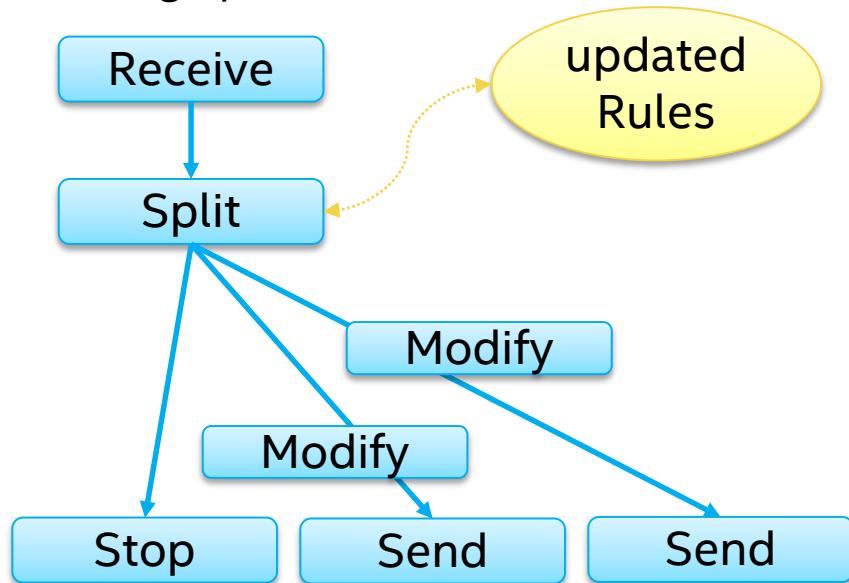 Receive
updated
Rules
Split
Modify
Modify
Stop
Send
Send